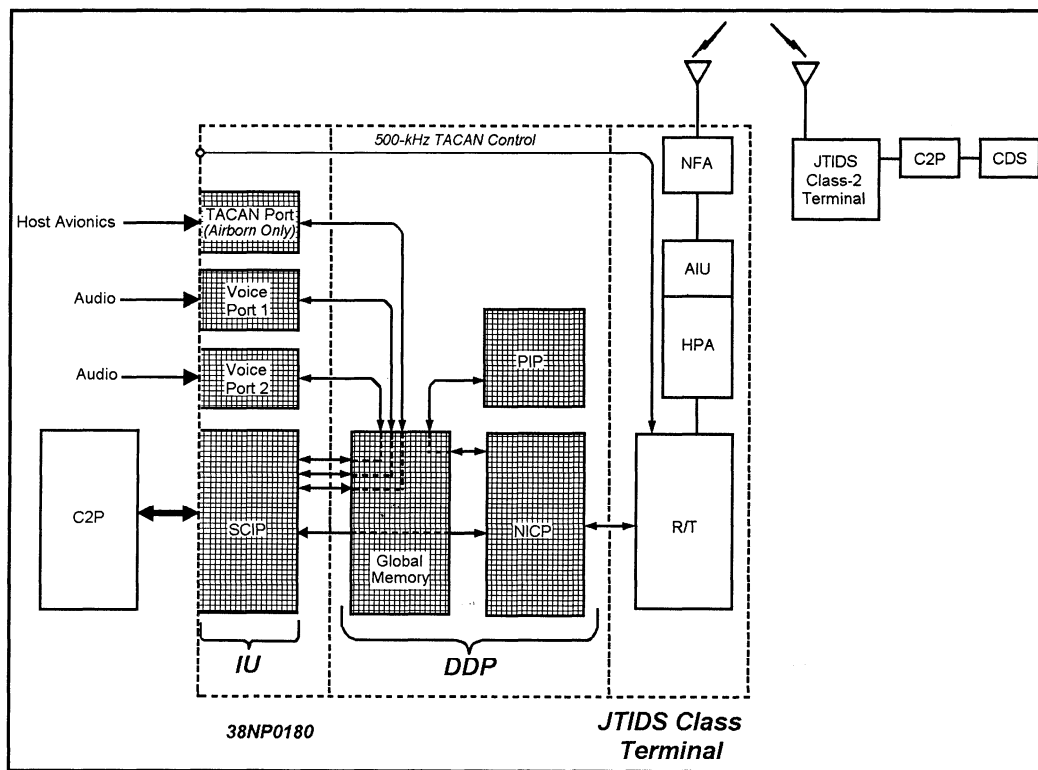 500-kHz TACAN Control
NFA
JTIDS
Class-2
Terminal
C2P
CDS
Host Avionics
TACAN Port
(Airborn Only)
AIU
Audio
Voice
Port 1
HPA
PIP
Audio
Voice
Port 2
C2P
SCIP
Global
Memory
NICP
R/T
IU
DDP
38NP0180
JTIDS Class
Terminal